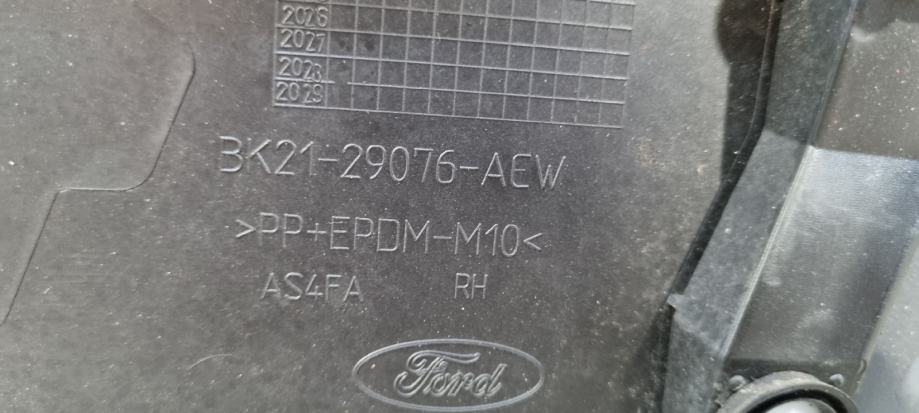 2026
2027
2028
2029
BK21-29076-AEW
>PP+EPDM-M10<
AS4FA RH
Ford